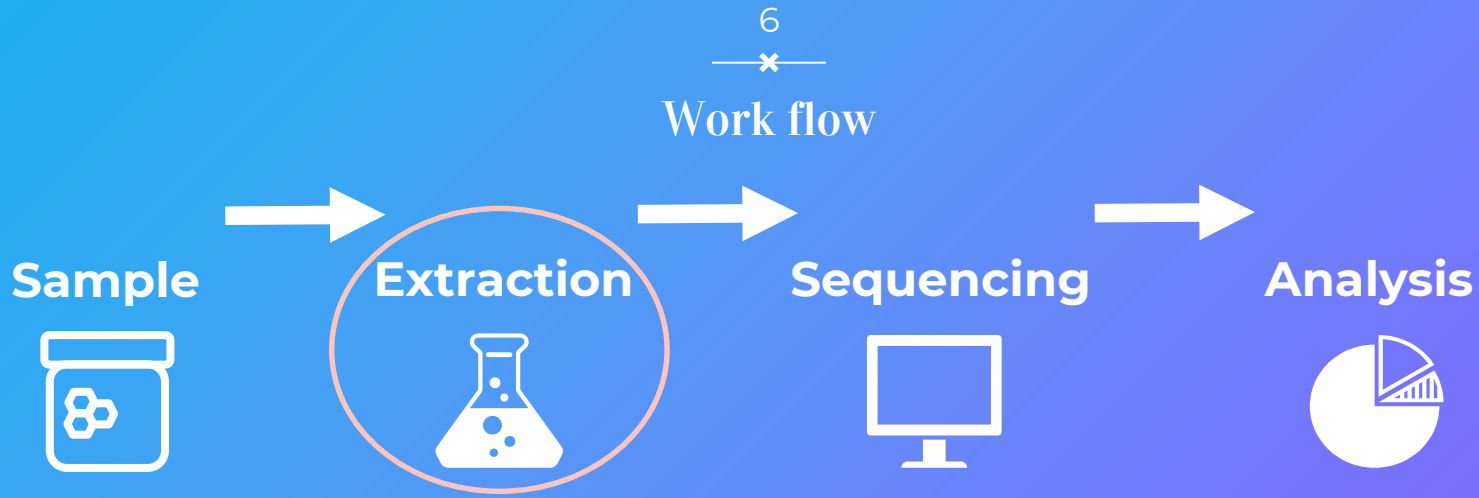 6
Work flow
Sample
Extraction
Sequencing
Analysis